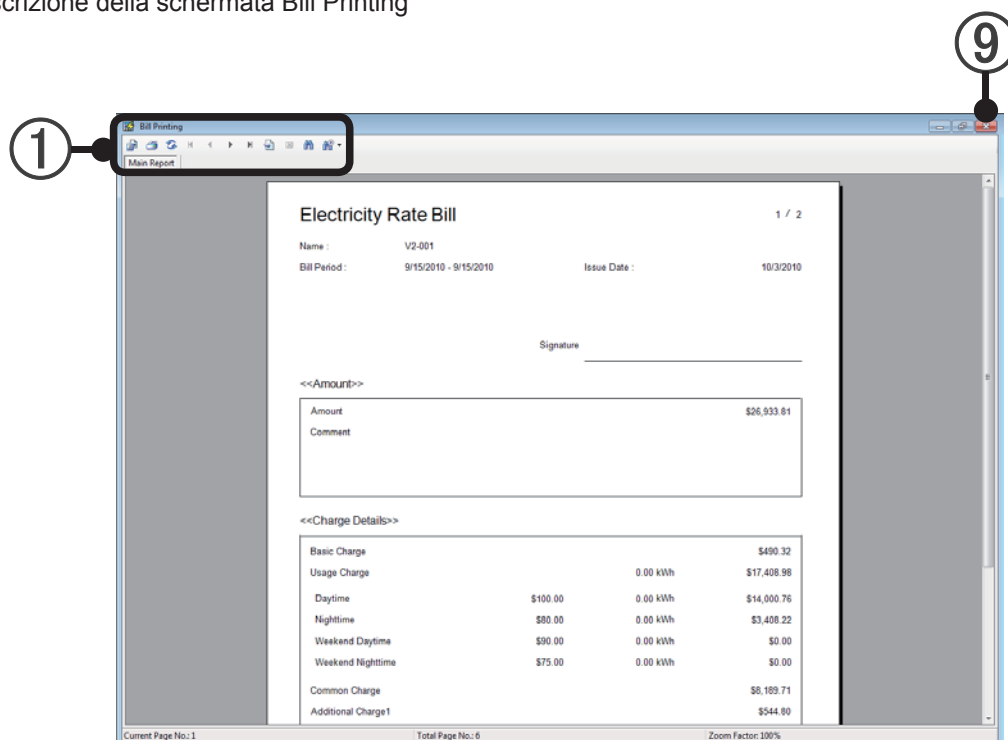 scrizione della schermata Bill Printing
9
1
Bill Printing
Main Report
Electricity Rate Bill 1 / 2
Name : V2-001
Bill Period : 9/15/2010 - 9/15/2010 Issue Date : 10/3/2010
Signature
<<Amount>>
Amount $26,933.81
Comment
<<Charge Details>>
Basic Charge $490.32
Usage Charge 0.00 kWh $17,408.98
Daytime $100.00 0.00 kWh $14,000.76
Nighttime $80.00 0.00 kWh $3,408.22
Weekend Daytime $90.00 0.00 kWh $0.00
Weekend Nighttime $75.00 0.00 kWh $0.00
Common Charge $8,189.71
Additional Charge1 $544.80
Current Page No.: 1 Total Page No.: 6 Zoom Factor: 100%